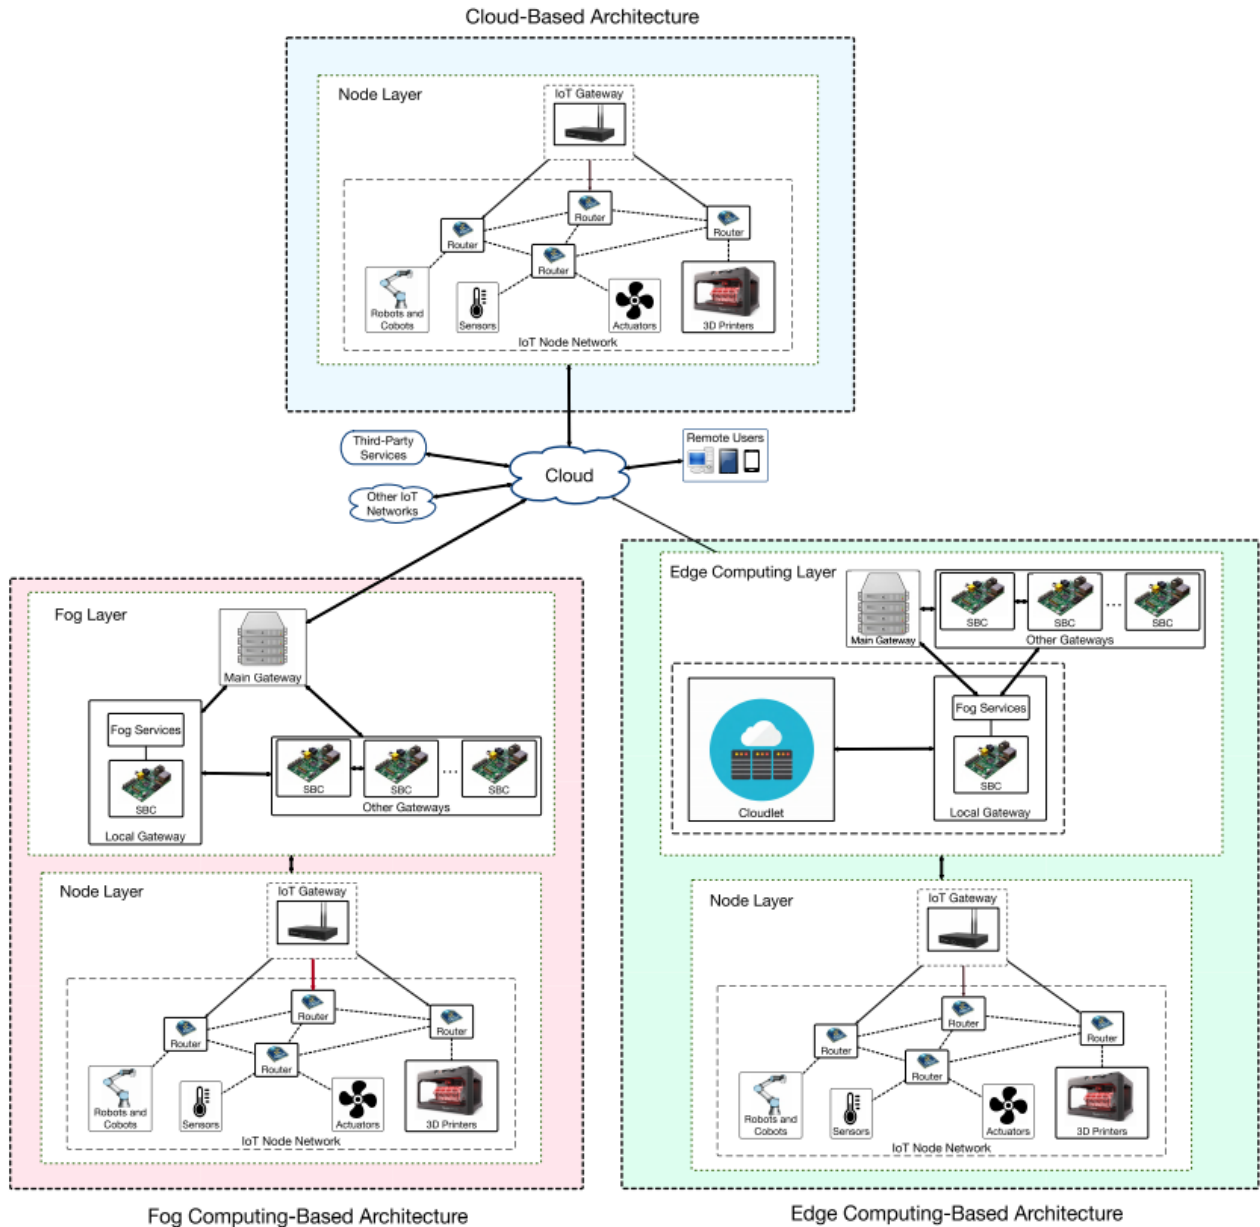 Cloud-Based Architecture
Node Layer
IoT Gateway
Router
Router
Router
Router
Robots and
Cobots
Sensors
Actuators
3D Printers
IoT Node Network
Third-Party
Services
Remote Users
Cloud
Other IoT
Networks
Fog Layer
Main Gateway
Fog Services
SBC
Local Gateway
SBC
SBC
...
SBC
Other Gateways
Node Layer
IoT Gateway
Router
Router
Router
Router
Robots and
Cobots
Sensors
Actuators
3D Printers
IoT Node Network
Fog Computing-Based Architecture
Edge Computing Layer
Main Gateway
SBC
SBC
...
SBC
Other Gateways
Cloudlet
Fog Services
SBC
Local Gateway
Node Layer
IoT Gateway
Router
Router
Router
Router
Robots and
Cobots
Sensors
Actuators
3D Printers
IoT Node Network
Edge Computing-Based Architecture